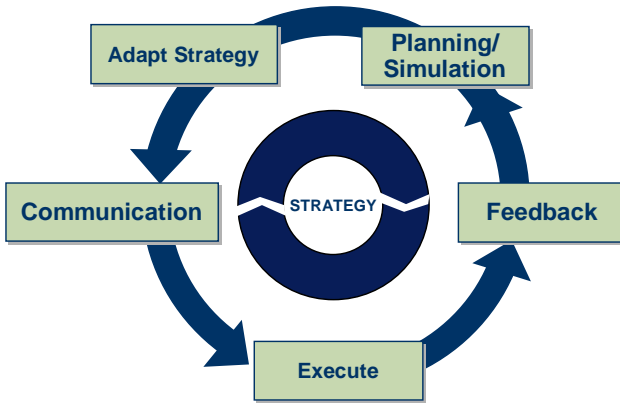 Adapt Strategy
Planning/
Simulation
Communication
STRATEGY
Feedback
Execute